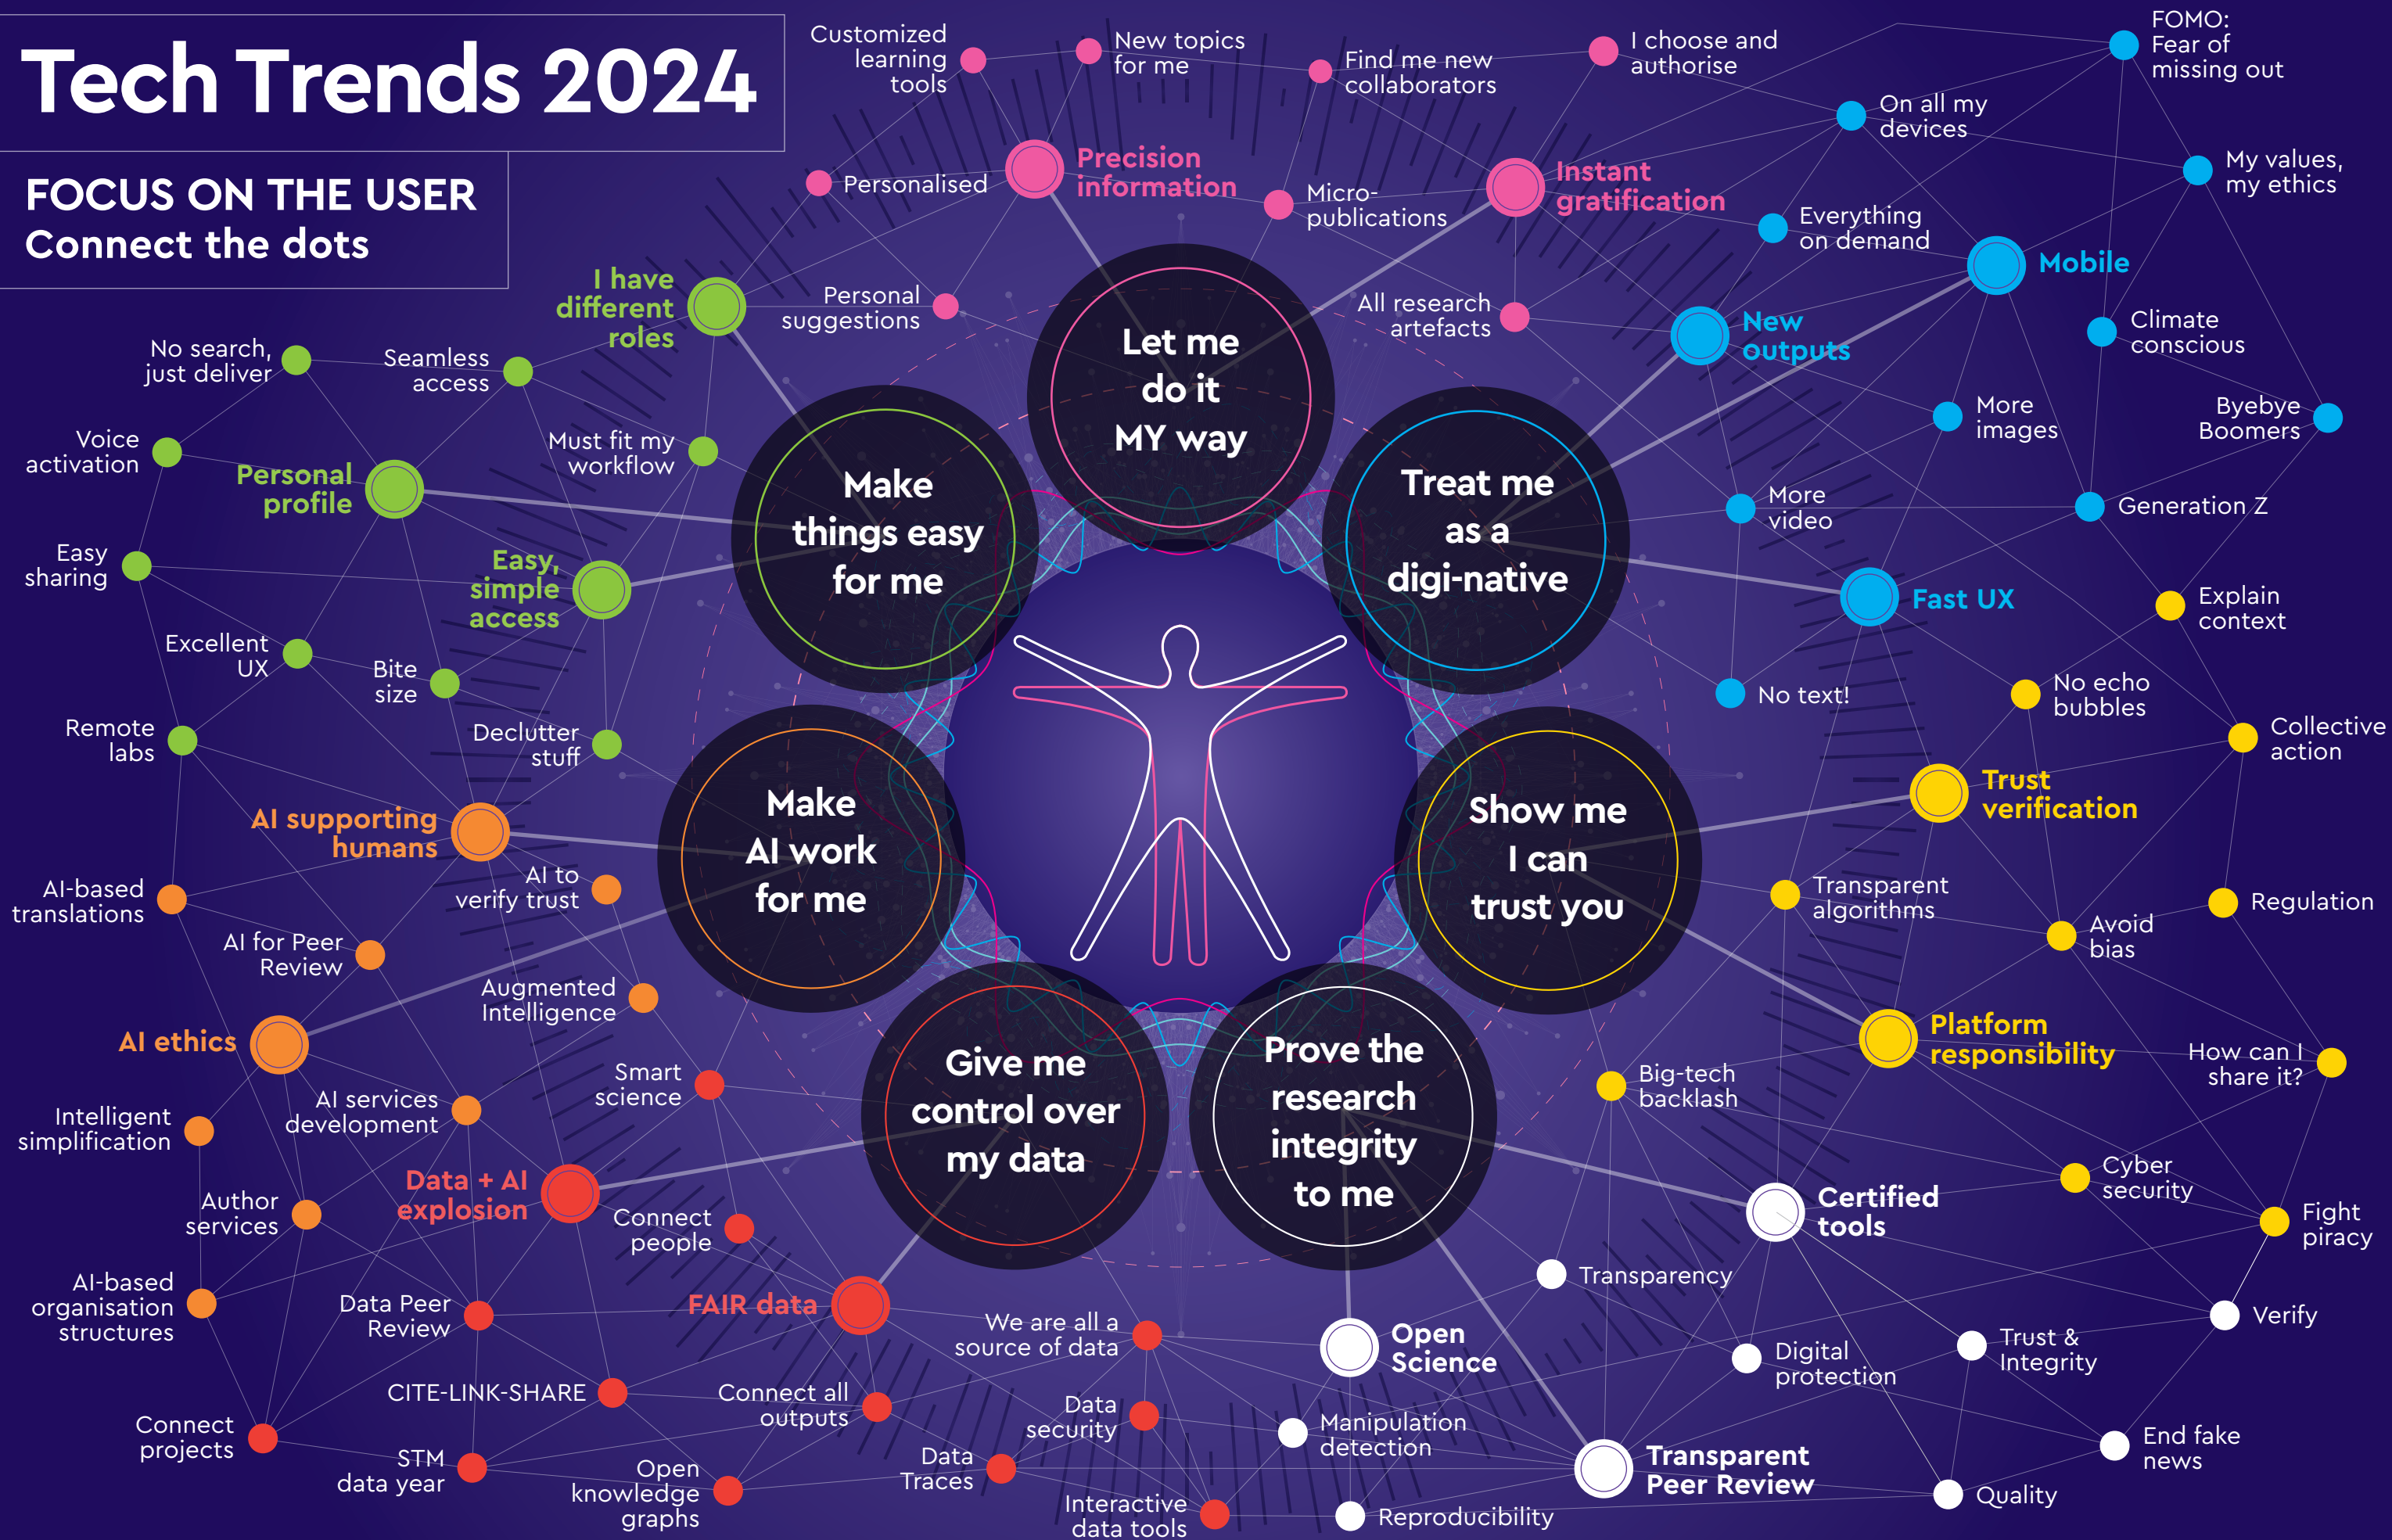 Tech Trends 2024
FOCUS ON THE USER
Connect the dots
Customized
learning
tools
New topics
for me
Find me new
collaborators
I choose and
authorise
Personalised
Precision
information
Micro-
publications
Instant
gratification
Personal
suggestions
All research
artefacts
Let me
do it
MY way
FOMO:
Fear of
missing out
On all my
devices
My values,
my ethics
Everything
on demand
Mobile
New
outputs
Climate
conscious
More
images
Byebye
Boomers
More
video
Generation Z
Fast UX
No text!
Treat me
as a
digi-native
I have
different
roles
No search,
just deliver
Seamless
access
Voice
activation
Must fit my
workflow
Personal
profile
Easy
sharing
Easy,
simple
access
Excellent
UX
Bite
size
Remote
labs
Declutter
stuff
Make
things easy
for me
Explain
context
No echo
bubbles
Collective
action
Trust
verification
Transparent
algorithms
Regulation
Avoid
bias
Platform
responsibility
How can I
share it?
Big-tech
backlash
Cyber
security
Fight
piracy
Show me
I can
trust you
AI supporting
humans
AI-based
translations
AI to
verify trust
AI for Peer
Review
Augmented
Intelligence
AI ethics
Intelligent
simplification
AI services
development
Author
services
AI-based
organisation
structures
Make
AI work
for me
Smart
science
Data + AI
explosion
Connect
people
FAIR data
Data Peer
Review
We are all a
source of data
CITE-LINK-SHARE
Connect all
outputs
Data
security
Connect
projects
STM
data year
Open
knowledge
graphs
Data
Traces
Interactive
data tools
Give me
control over
my data
Prove the
research
integrity
to me
Certified
tools
Transparency
Open
Science
Digital
protection
Trust &
Integrity
Verify
Manipulation
detection
Transparent
Peer Review
End fake
news
Quality
Reproducibility